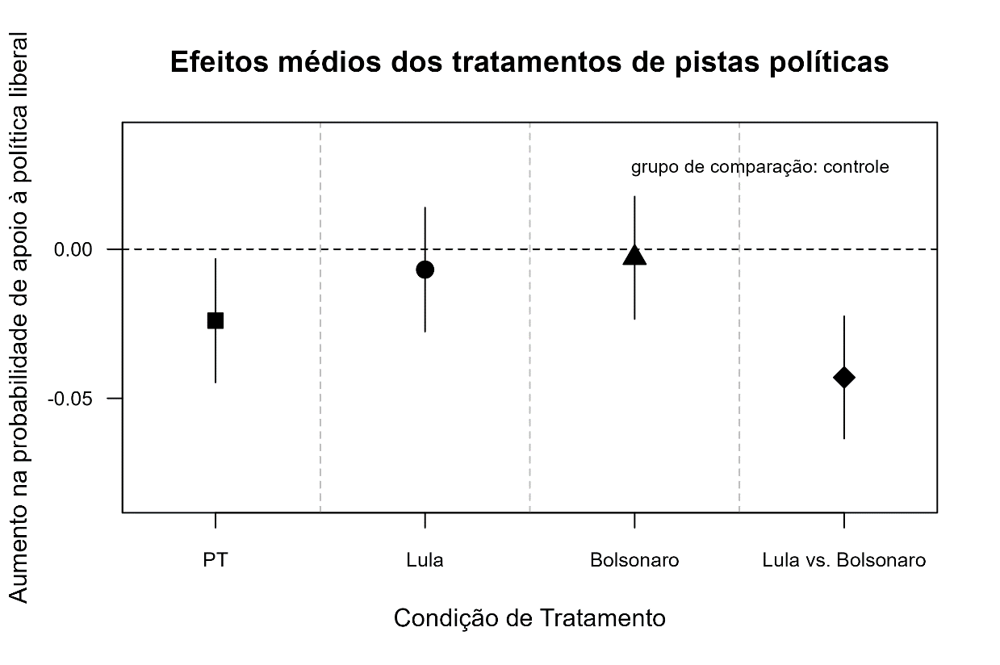 Efeitos médios dos tratamentos de pistas políticas
Aumento na probabilidade de apoio à política liberal
grupo de comparação: controle
0.00
-0.05
PT
Lula
Bolsonaro
Lula vs. Bolsonaro
Condição de Tratamento